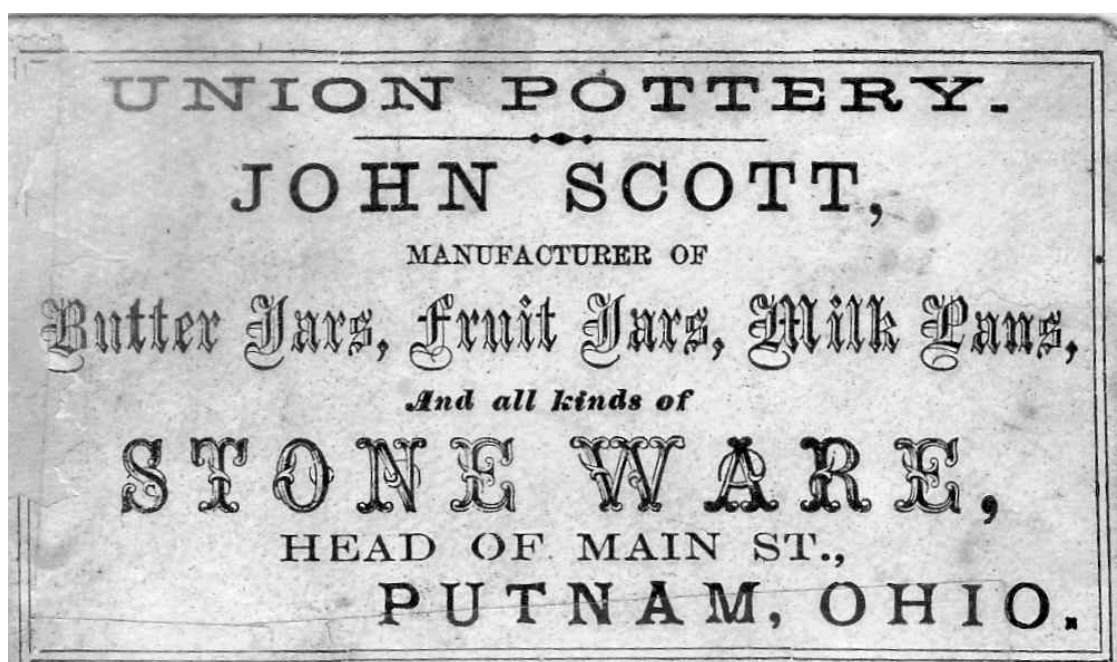 UNION POTTERY.
JOHN SCOTT,
MANUFACTURER OF
Butter Jars, Fruit Jars, Milk Pans,
And all kinds of
STONE WARE,
HEAD OF MAIN ST.,
PUTNAM, OHIO.